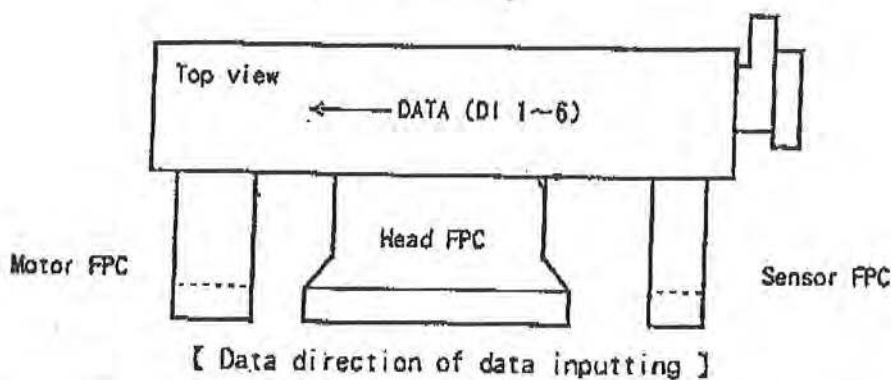 Top view
← DATA (DI 1~6)
Head FPC
Motor FPC
Sensor FPC
【 Data direction of data inputting 】